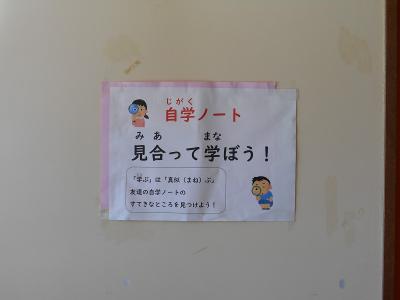 じがく
自学ノート
みあ まな
見合って学ぼう！
「学ぶ」は「真似（まね）ぶ」
友達の自学ノートの
すてきなところを見つけよう！